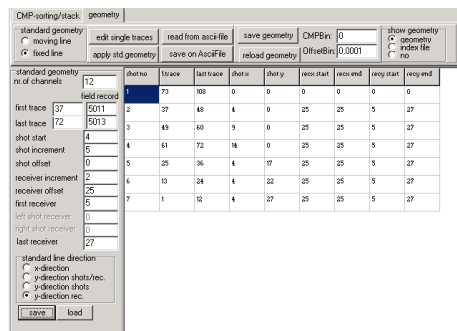 CMP-sorting/stack geometry
standard geometry
moving line
fixed line
edit single traces
apply std.geometry
read from ascii-file
save on AsciiFile
save geometry
reload geometry
CMPBin: 0
OffsetBin: 0,0001
show geometry
geometry
index file
no
standard geometry
nr.of channels 12
field record
first trace 37 5011
last trace 72 5013
shot start 4
shot increment 5
shot offset 0
receiver increment 2
receiver offset 25
first receiver 5
left shot receiver 0
right shot receiver 0
last receiver 27
standard line direction
x-direction
y-direction shots/rec.
y-direction shots
y-direction rec.
save load
shot no f.trace last trace shot x shot y recsx start recsx end recsy start recsy end
1 73 108 0 0 0 0 0 0
2 37 48 4 0 25 25 5 27
3 49 60 9 0 25 25 5 27
4 61 72 14 0 25 25 5 27
5 25 36 4 17 25 25 5 27
6 13 24 4 22 25 25 5 27
7 1 12 4 27 25 25 5 27